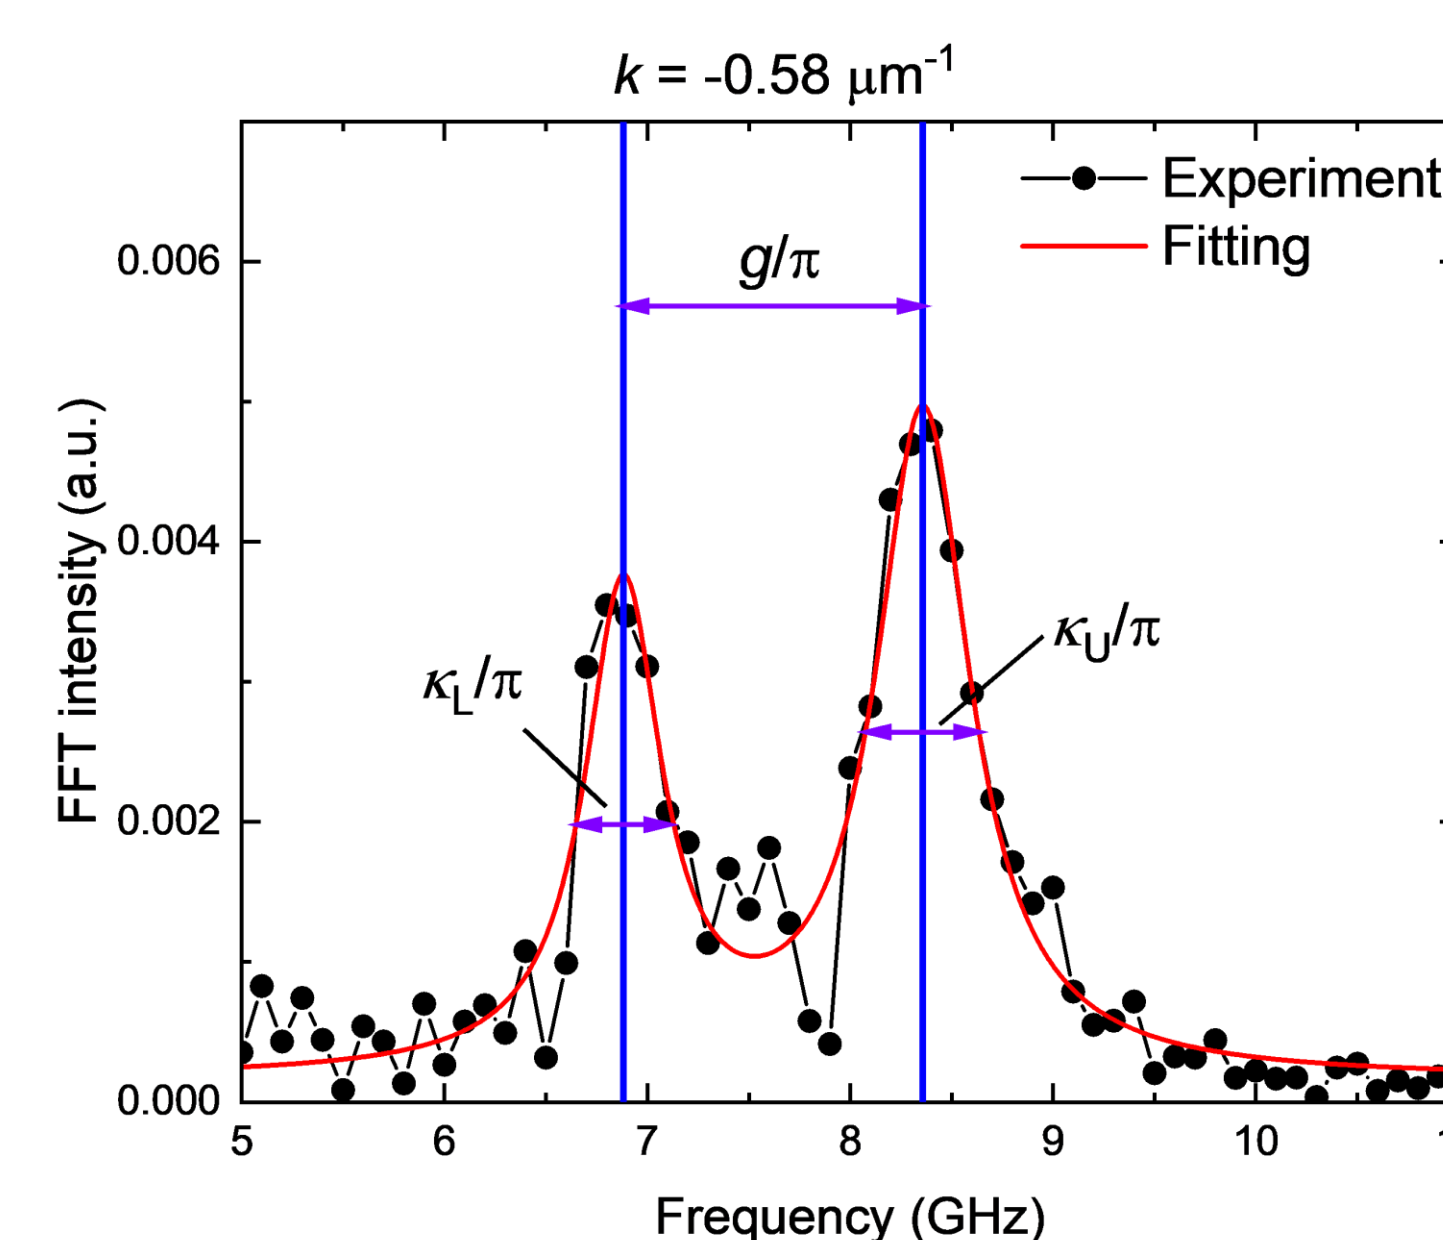 k = -0.58 μm⁻¹
Experiment
Fitting
g/π
0.006
0.004
0.002
0.000
κL/π
κU/π
FFT intensity (a.u.)
5 6 7 8 9 10
Frequency (GHz)